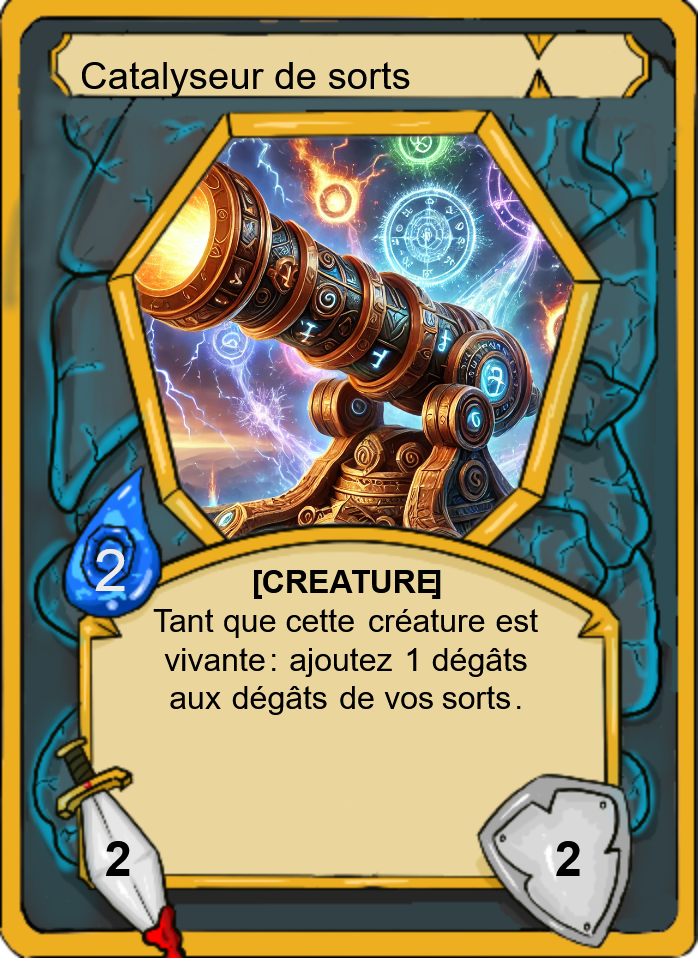 Catalyseur de sorts
2
[CREATURE]
Tant que cette créature est
vivante : ajoutez 1 dégâts
aux dégâts de vos sorts.
2
2